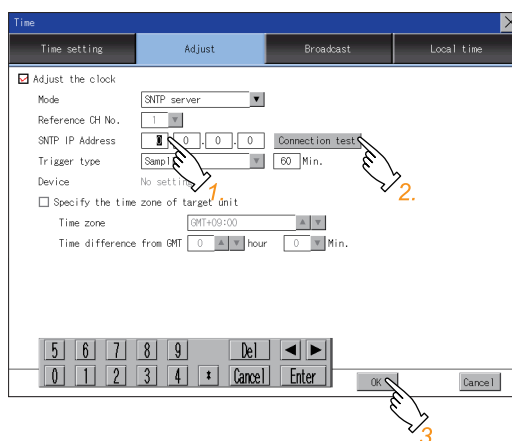 Time
Time setting Adjust Broadcast Local time
Adjust the clock
Mode SNTP server
Reference CH No. 1
SNTP IP Address 0 . 0 . 0 . 0 Connection test
Trigger type Sampl 60 Min.
Device No setting
1.
2.
Specify the time zone of target unit
Time zone GMT+09:00
Time difference from GMT 0 hour 0 Min.
5 6 7 8 9 Del
0 1 2 3 4 Cancel Enter
OK Cancel
3.